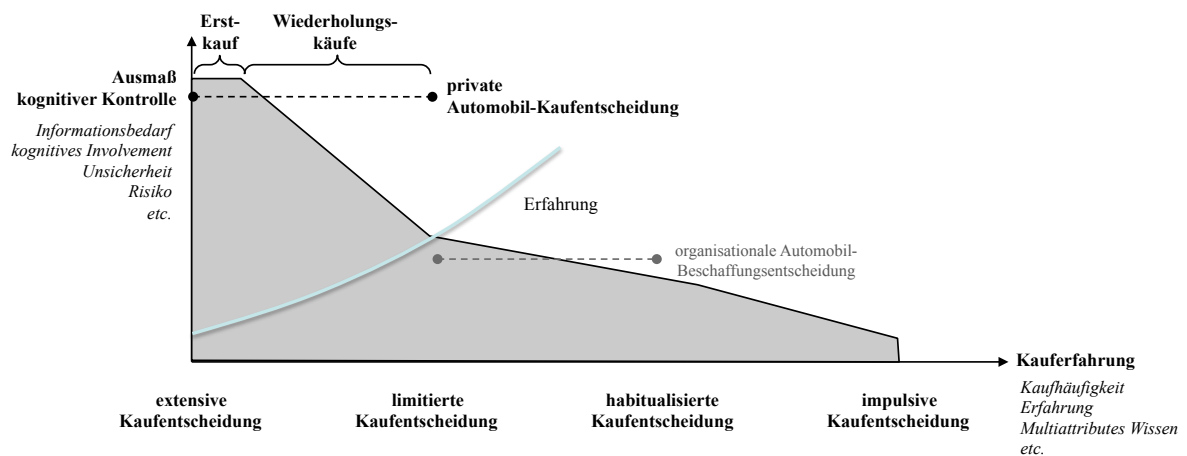 Erst-
kauf
Wiederholungs-
käufe
Ausmaß
kognitiver Kontrolle
Informationsbedarf
kognitives Involvement
Unsicherheit
Risiko
etc.
private
Automobil-Kaufentscheidung
Erfahrung
organisationale Automobil-
Beschaffungsentscheidung
Kauferfahrung
Kaufhäufigkeit
Erfahrung
Multiattributes Wissen
etc.
extensive
Kaufentscheidung
limitierte
Kaufentscheidung
habitualisierte
Kaufentscheidung
impulsive
Kaufentscheidung